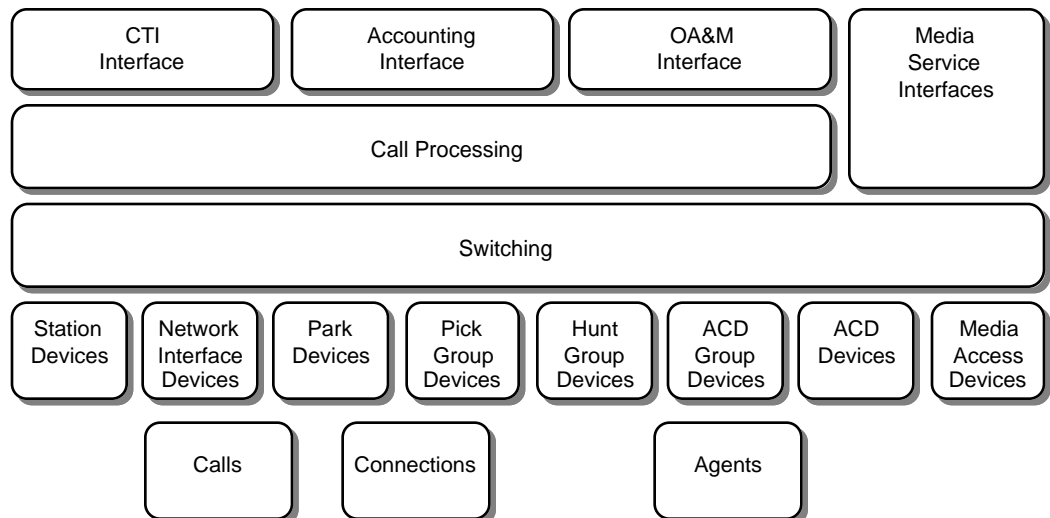 CTI
Interface
Accounting
Interface
OA&M
Interface
Media
Service
Interfaces
Call Processing
Switching
Station
Devices
Network
Interface
Devices
Park
Devices
Pick
Group
Devices
Hunt
Group
Devices
ACD
Group
Devices
ACD
Devices
Media
Access
Devices
Calls
Connections
Agents